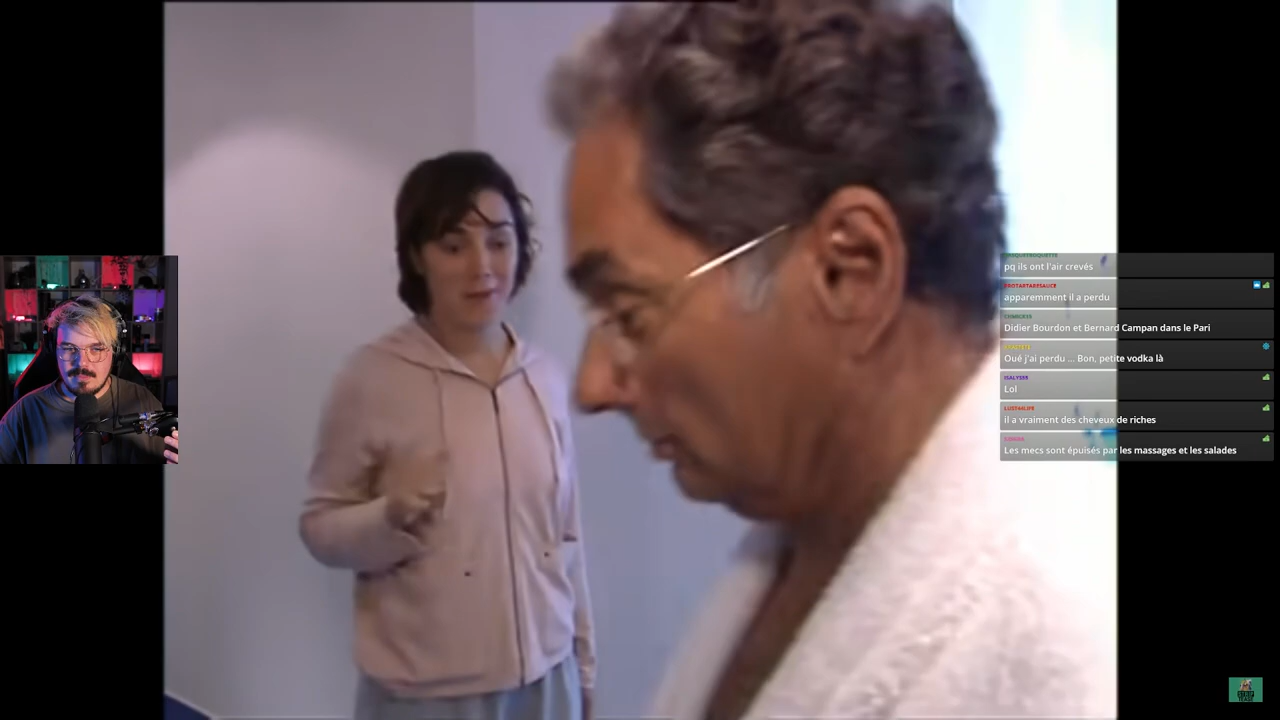 pq ils ont l'air crevés
apparemment il a perdu
Didier Bourdon et Bernard Campan dans le Pari
Oué j'ai perdu ... Bon, petite vodka là
ISALYSSR
Lol
LUST4LIFE
il a vraiment des cheveux de riches
Les mecs sont épuisés par les massages et les salades